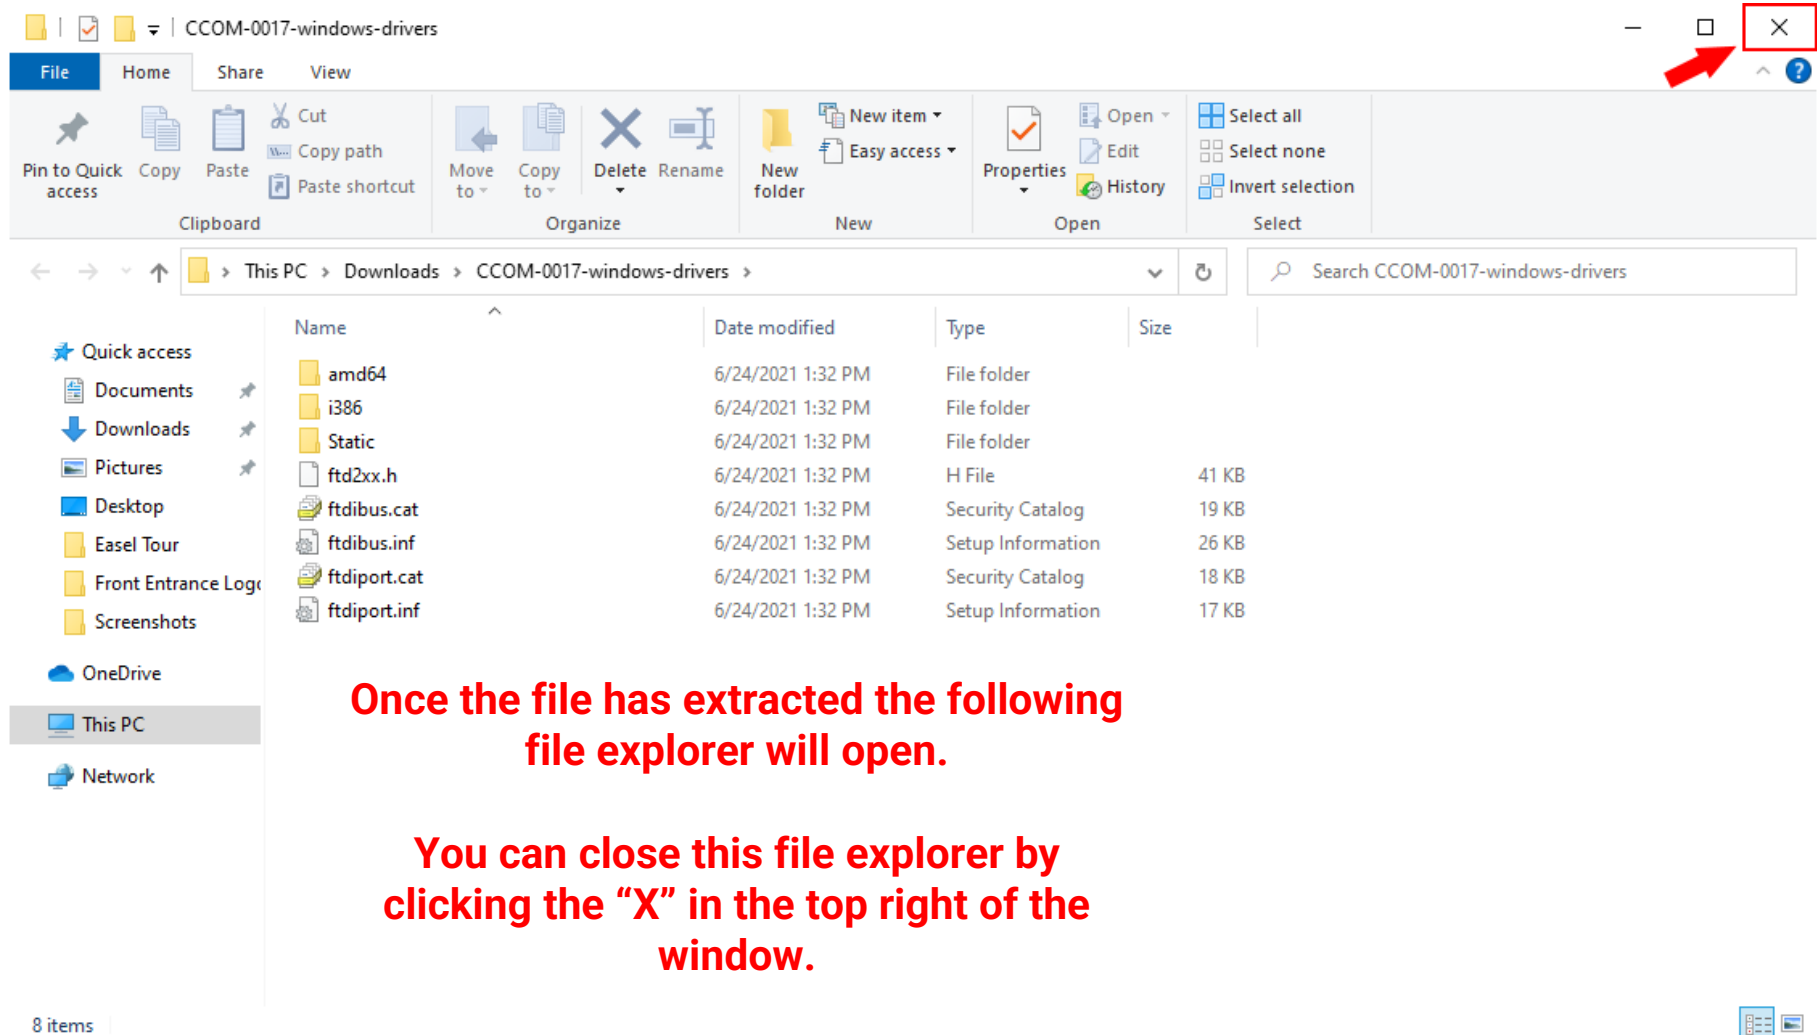 CCOM-0017-windows-drivers
File Home Share View
Pin to Quick access
Copy
Paste
Cut
Copy path
Paste shortcut
Clipboard
Move to
Copy to
Delete
Rename
Organize
New folder
New item
Easy access
New
Properties
Open
Edit
History
Open
Select all
Select none
Invert selection
Select
This PC > Downloads > CCOM-0017-windows-drivers >
Search CCOM-0017-windows-drivers
Quick access
Documents
Downloads
Pictures
Desktop
Easel Tour
Front Entrance Logo
Screenshots
OneDrive
This PC
Network
Name Date modified Type Size
amd64 6/24/2021 1:32 PM File folder
i386 6/24/2021 1:32 PM File folder
Static 6/24/2021 1:32 PM File folder
ftd2xx.h 6/24/2021 1:32 PM H File 41 KB
ftdibus.cat 6/24/2021 1:32 PM Security Catalog 19 KB
ftdibus.inf 6/24/2021 1:32 PM Setup Information 26 KB
ftdiport.cat 6/24/2021 1:32 PM Security Catalog 18 KB
ftdiport.inf 6/24/2021 1:32 PM Setup Information 17 KB
Once the file has extracted the following
file explorer will open.
You can close this file explorer by
clicking the “X” in the top right of the
window.
8 items